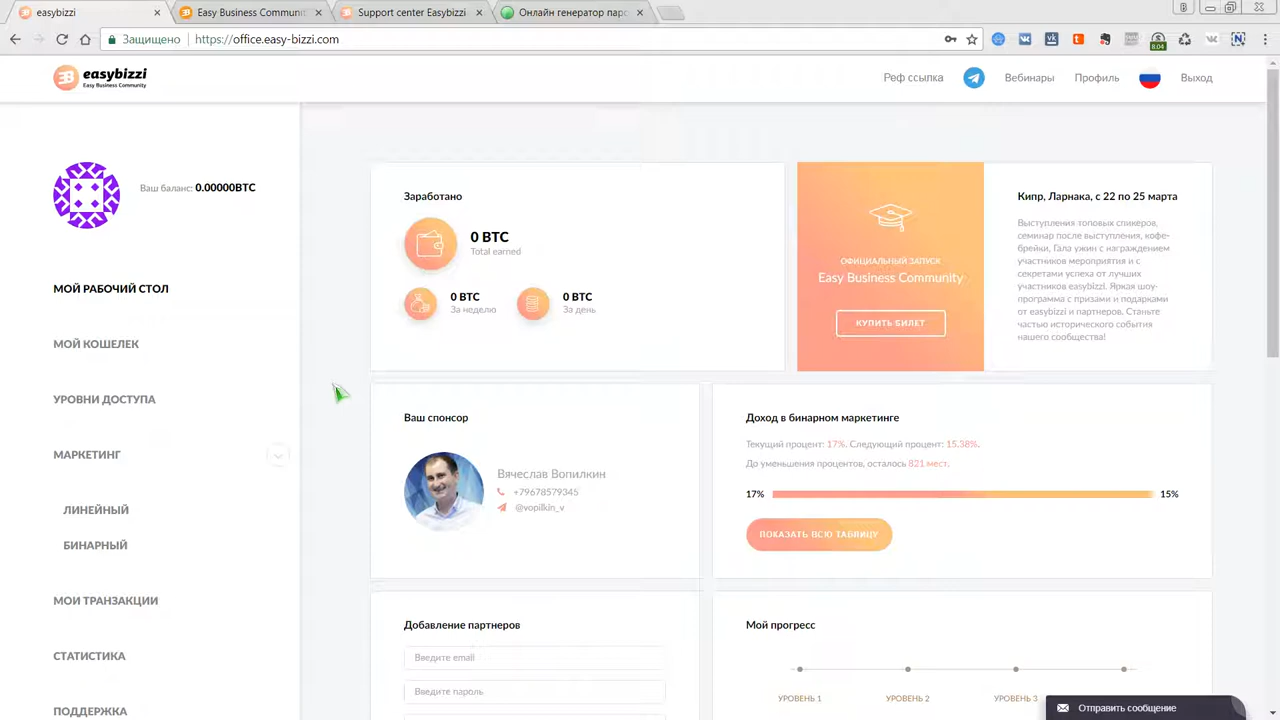 easybizzi
Easy Business Communit
Support center Easybizzi
Онлайн генератор пар
Защищено
https://office.easy-bizzi.com
8.04
easybizzi
Easy Business Community
Реф ссылка
Вебинары
Профиль
Выход
Ваш баланс: 0.00000BTC
МОЙ РАБОЧИЙ СТОЛ
МОЙ КОШЕЛЕК
УРОВНИ ДОСТУПА
МАРКЕТИНГ
ЛИНЕЙНЫЙ
БИНАРНЫЙ
МОИ ТРАНЗАКЦИИ
СТАТИСТИКА
ПОДДЕРЖКА
Заработано
0 BTC
Total earned
0 BTC
За неделю
0 BTC
За день
ОФИЦИАЛЬНЫЙ ЗАПУСК
Easy Business Community
КУПИТЬ БИЛЕТ
Кипр, Ларнака, с 22 по 25 марта
Выступления топовых спикеров,
семинар после выступления, кофе-
брейки, Гала ужин с награждением
участников мероприятия и с
секретами успеха от лучших
участников easybizzi. Яркая шоу-
программа с призами и подарками
от easybizzi и партнеров. Станьте
частью исторического события
нашего сообщества!
Ваш спонсор
Вячеслав Вопилкин
+79678579345
@vopilkin_v
Доход в бинарном маркетинге
Текущий процент: 17%. Следующий процент: 15,38%.
До уменьшения процентов, осталось 821 мест.
17%
15%
ПОКАЗАТЬ ВСЮ ТАБЛИЦУ
Добавление партнеров
Введите email
Введите пароль
Мой прогресс
УРОВЕНЬ 1
УРОВЕНЬ 2
УРОВЕНЬ 3
Отправить сообщение